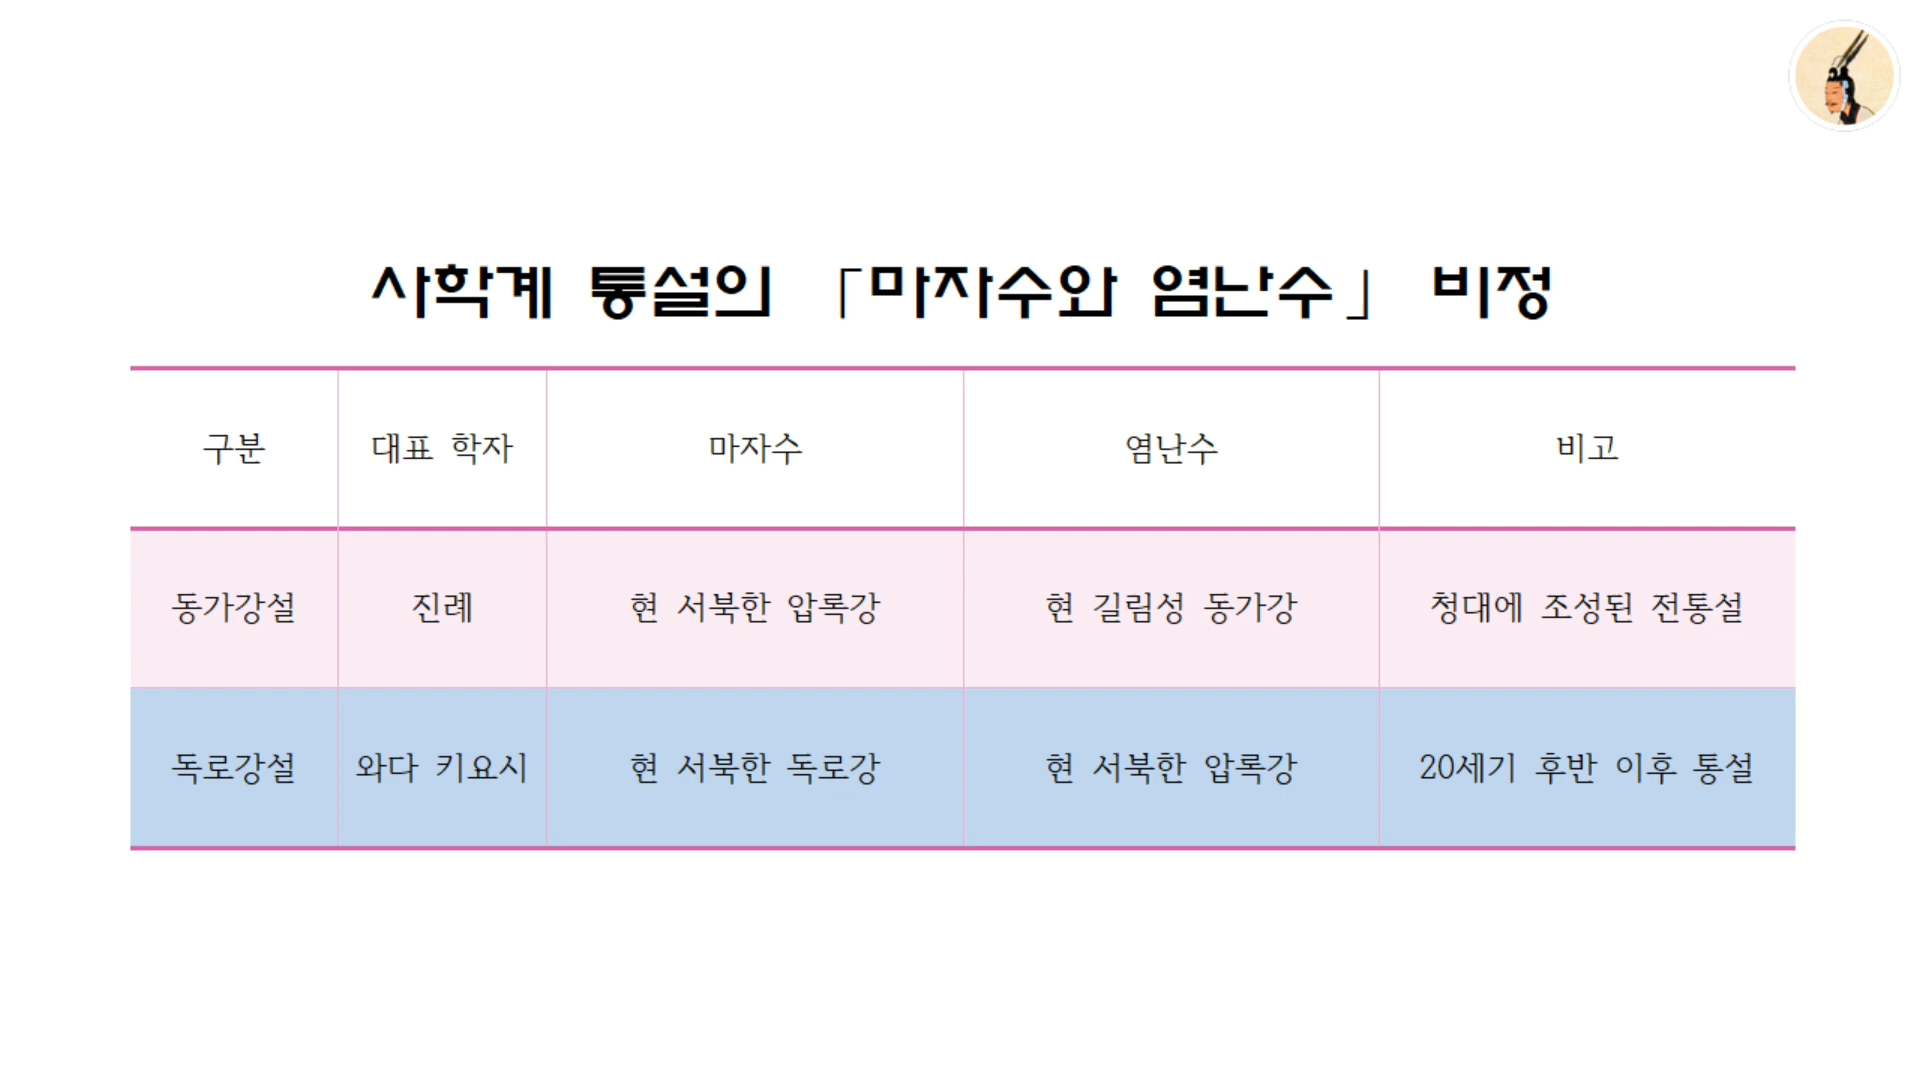 사학계 통설의 「마자수와 염난수」 비정
구분 대표 학자 마자수 염난수 비고
동가강설 진례 현 서북한 압록강 현 길림성 동가강 청대에 조성된 전통설
독로강설 와다 키요시 현 서북한 독로강 현 서북한 압록강 20세기 후반 이후 통설